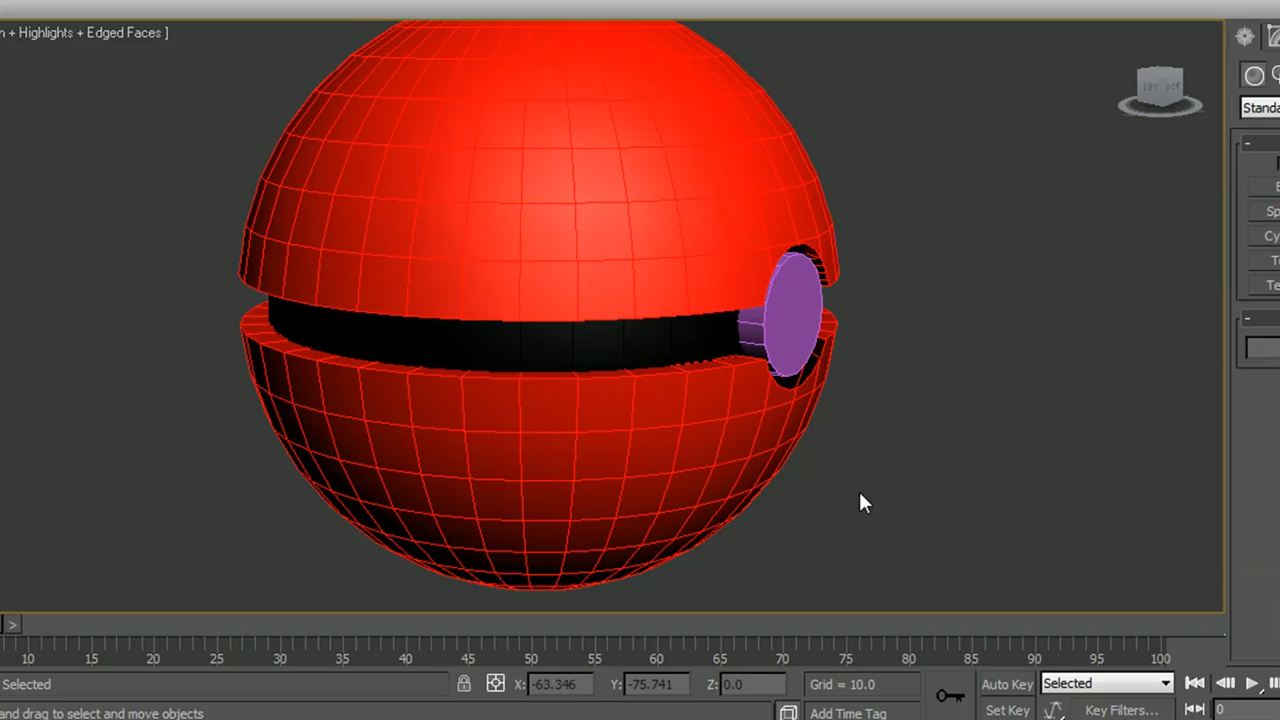 n + Highlights + Edged Faces ]
Standa
-
Sp
Cy
Te
-
>
10 15 20 25 30 35 40 45 50 55 60 65 70 75 80 85 90 95 100
Selected X: -63.346 Y: -75.741 Z: 0.0 Grid = 10.0 Auto Key Selected
and drag to select and move objects Add Time Tag Set Key Key Filters... 0